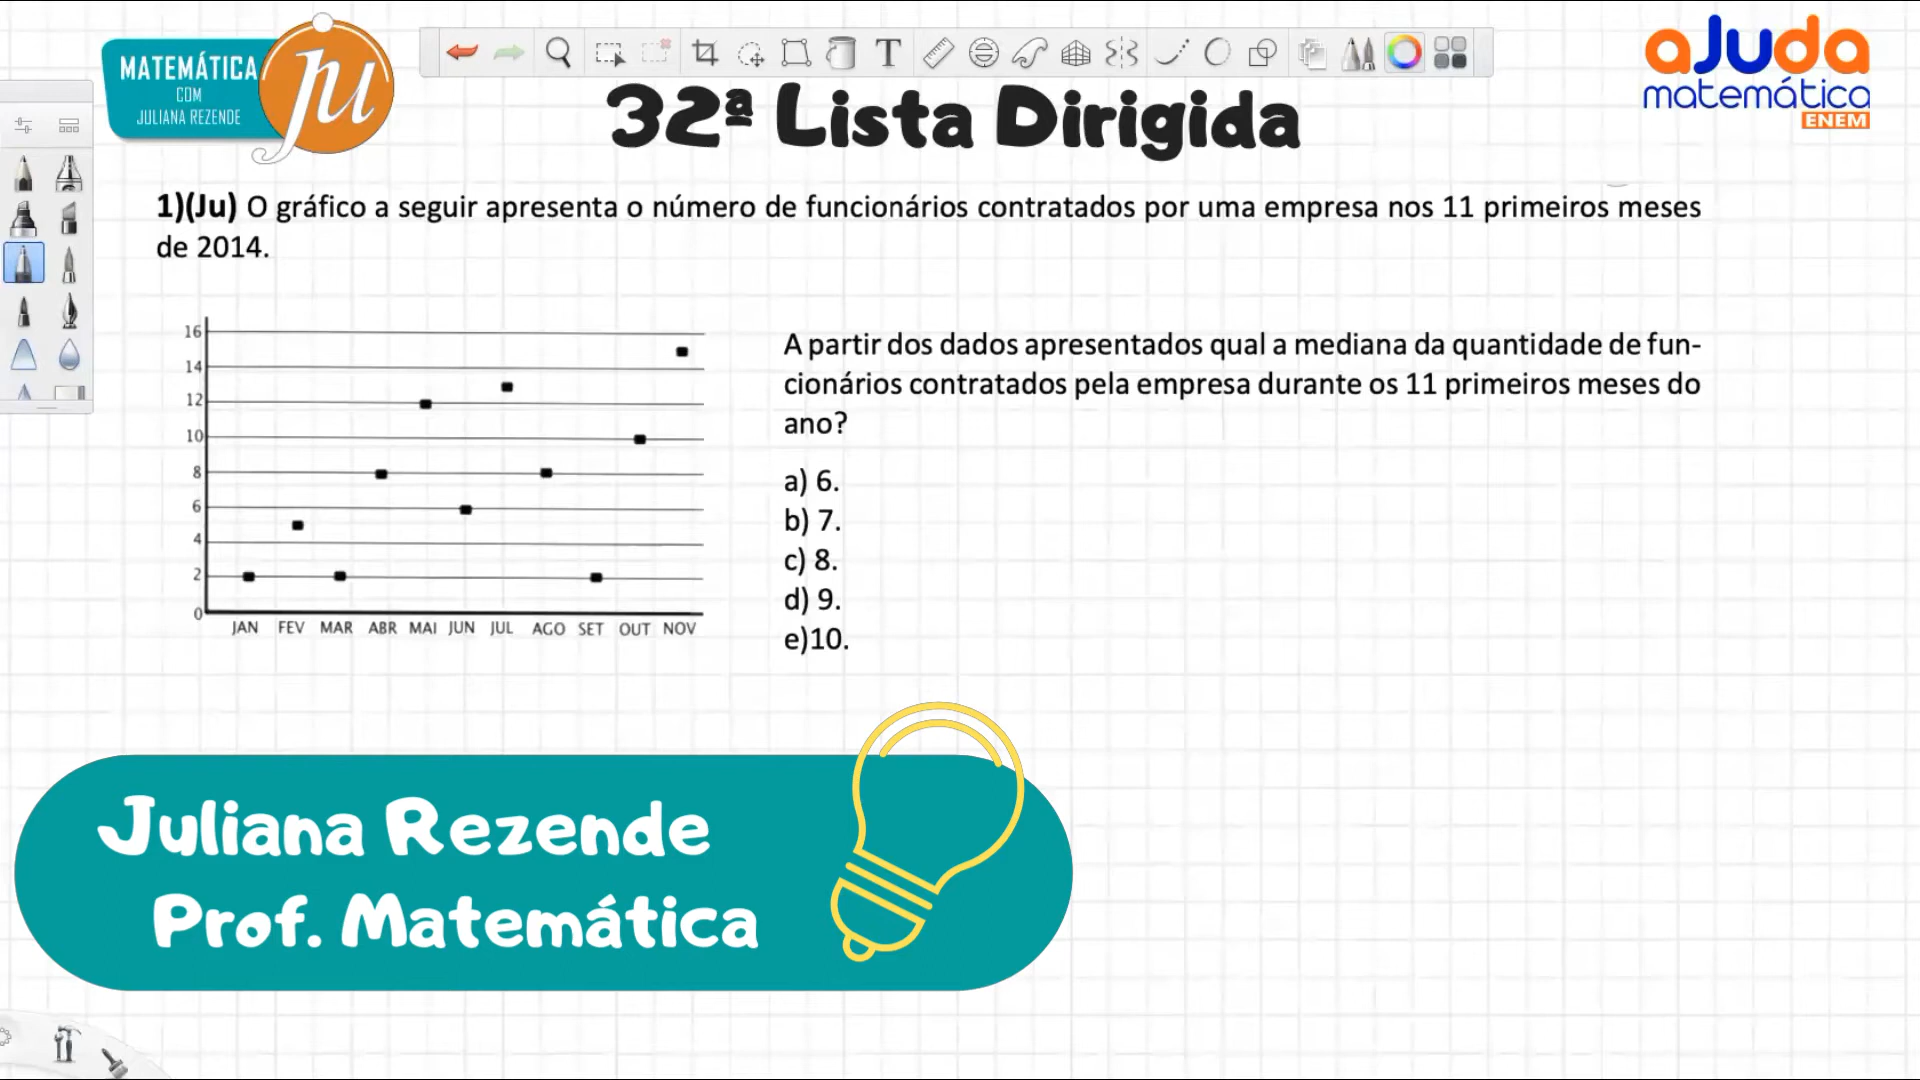 MATEMÁTICA
COM
JULIANA REZENDE
ju
T
aJuda
matemática
ENEM
32ª Lista Dirigida
1)(Ju) O gráfico a seguir apresenta o número de funcionários contratados por uma empresa nos 11 primeiros meses
de 2014.
16
14
12
10
8
6
4
2
0
JAN FEV MAR ABR MAI JUN JUL AGO SET OUT NOV
A partir dos dados apresentados qual a mediana da quantidade de fun-
cionários contratados pela empresa durante os 11 primeiros meses do
ano?
a) 6.
b) 7.
c) 8.
d) 9.
e)10.
Juliana Rezende
Prof. Matemática